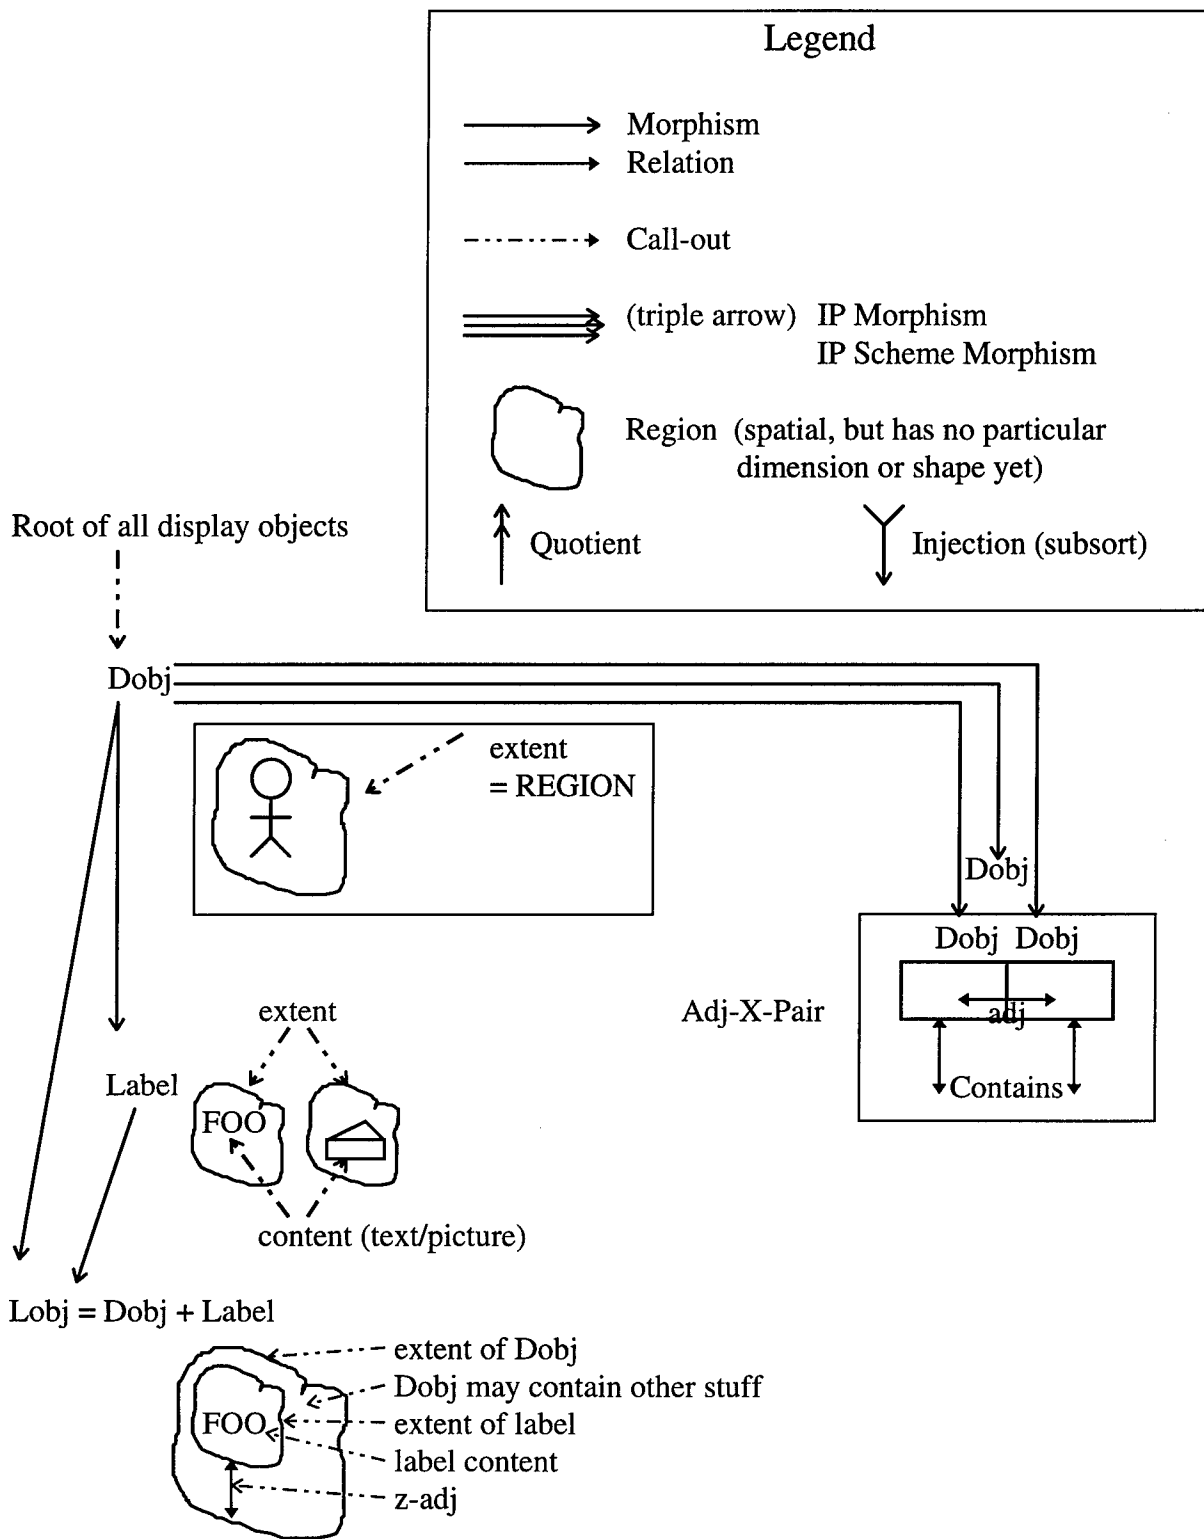 Legend
Morphism
Relation
Call-out
(triple arrow) IP Morphism
IP Scheme Morphism
Region (spatial, but has no particular
dimension or shape yet)
Quotient
Injection (subsort)
Root of all display objects
Dobj
extent
= REGION
Dobj
Dobj Dobj
Adj-X-Pair
adj
Contains
extent
Label
FOO
content (text/picture)
Lobj = Dobj + Label
extent of Dobj
Dobj may contain other stuff
FOO
extent of label
label content
z-adj